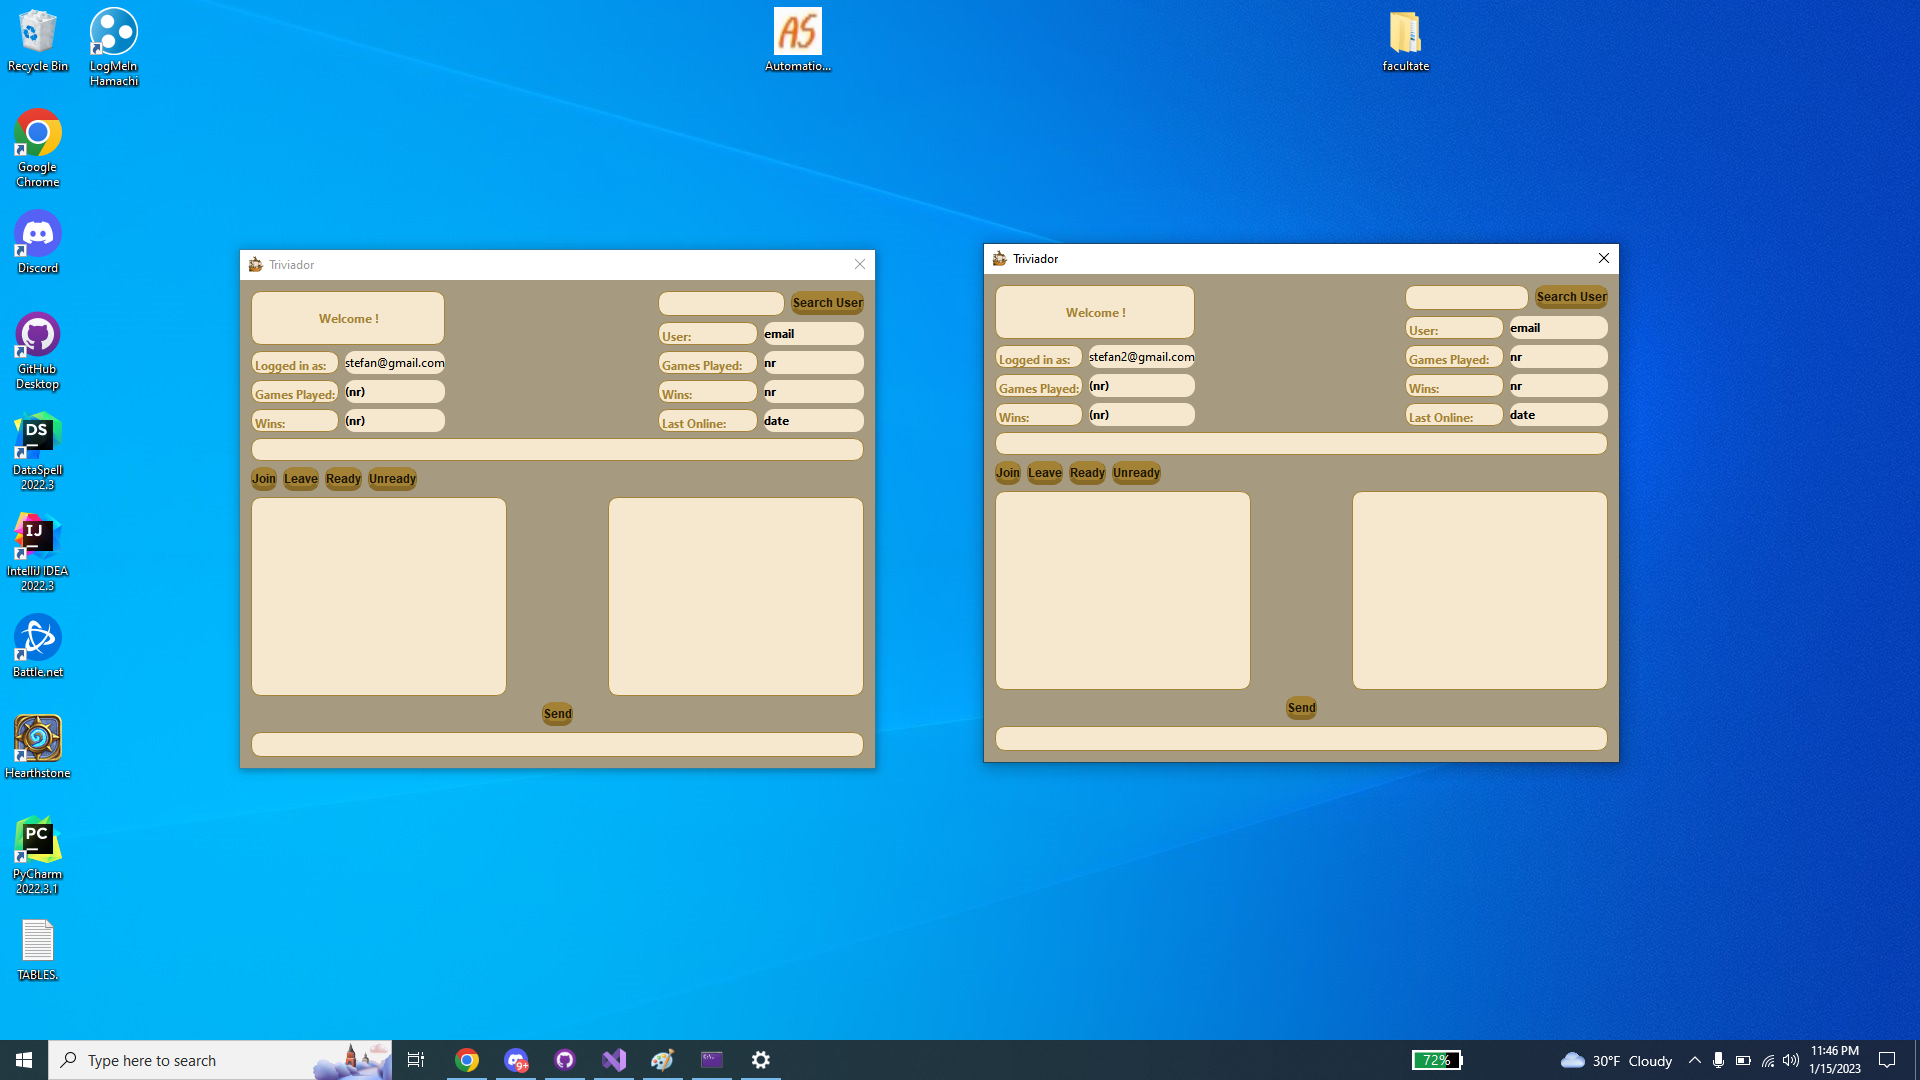 Recycle Bin
LogMeIn
Hamachi
Automatio...
facultate
Google
Chrome
Discord
GitHub
Desktop
DS
DataSpell
2022.3
IJ
IntelliJ IDEA
2022.3
Battle.net
Hearthstone
PC
PyCharm
2022.3.1
TABLES.
AS
Triviador
Welcome !
Search User
User: email
Logged in as: stefan@gmail.com
Games Played: nr
Games Played: (nr)
Wins: nr
Wins: (nr)
Last Online: date
Join Leave Ready Unready
Send
Triviador
Welcome !
Search User
User: email
Logged in as: stefan2@gmail.com
Games Played: nr
Games Played: (nr)
Wins: nr
Wins: (nr)
Last Online: date
Join Leave Ready Unready
Send
Type here to search
9+
72%
30°F Cloudy
11:46 PM
1/15/2023